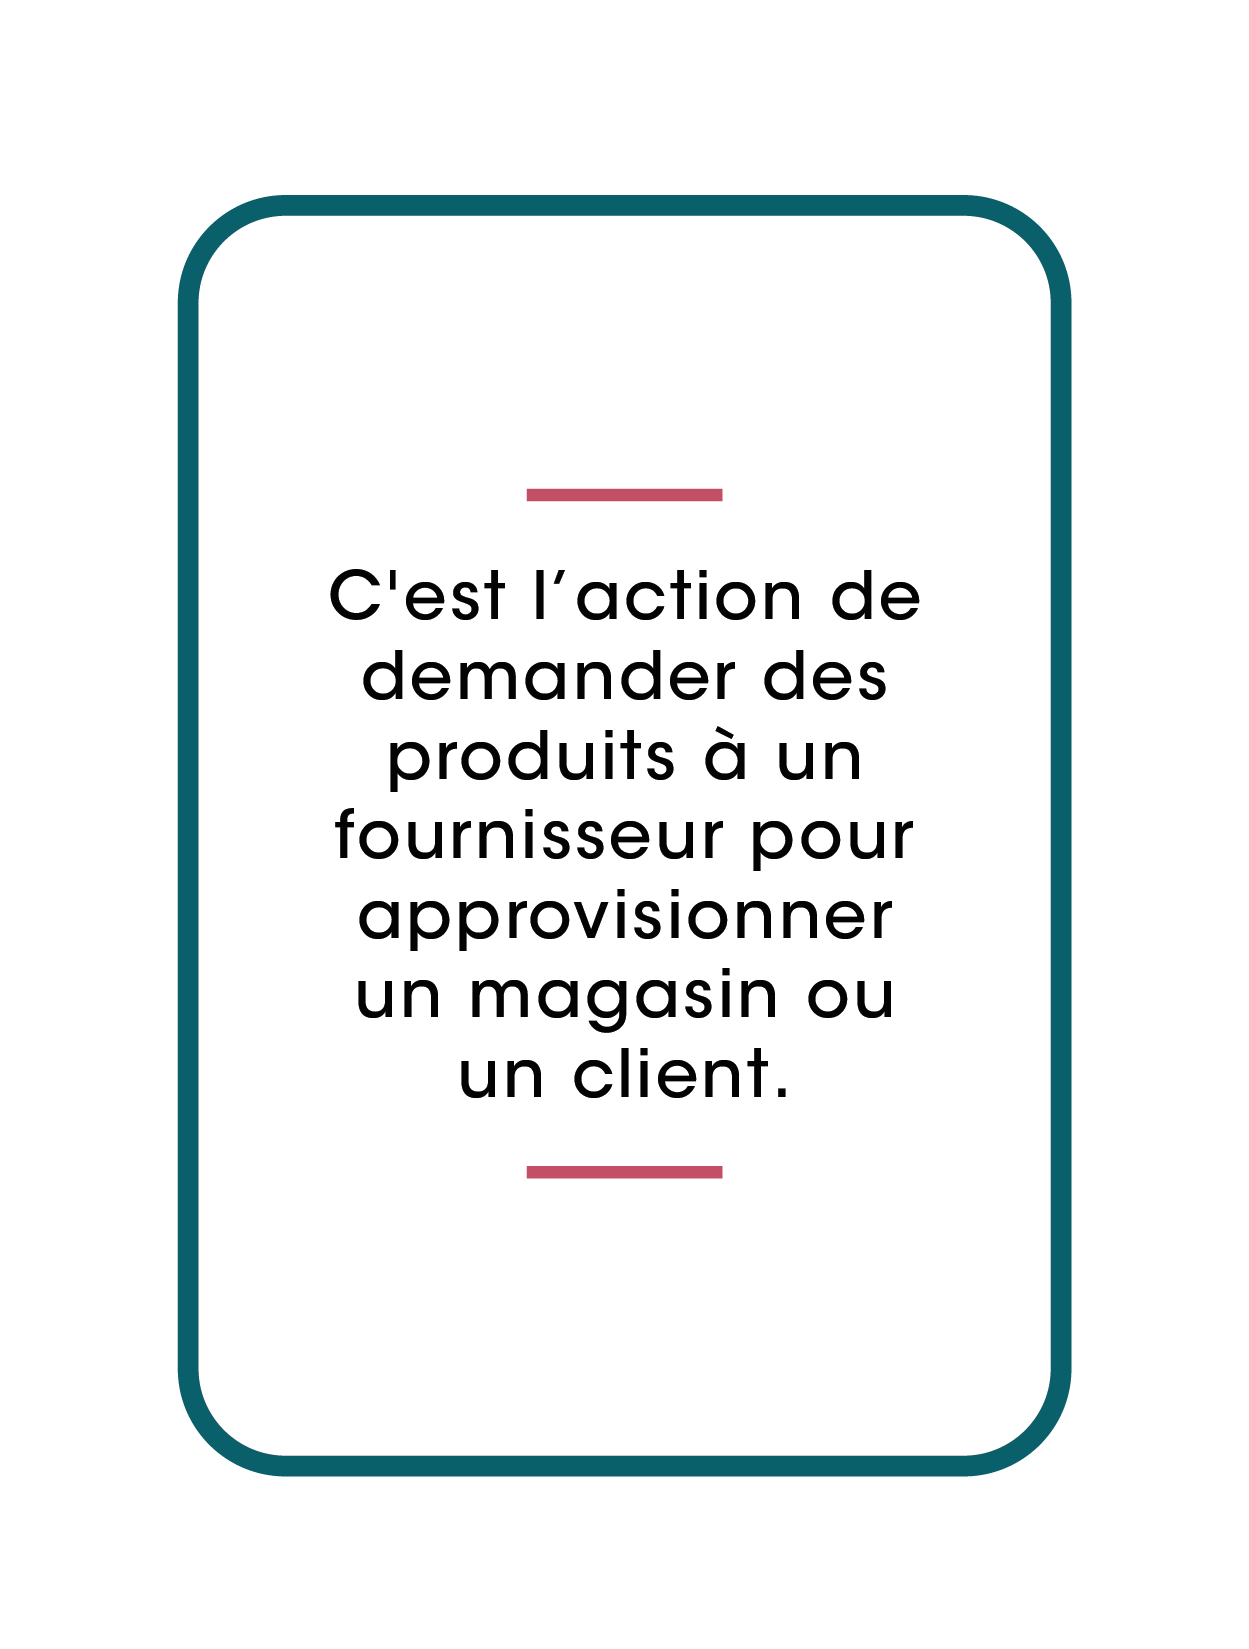 C'est l’action de
demander des
produits à un
fournisseur pour
approvisionner
un magasin ou
un client.